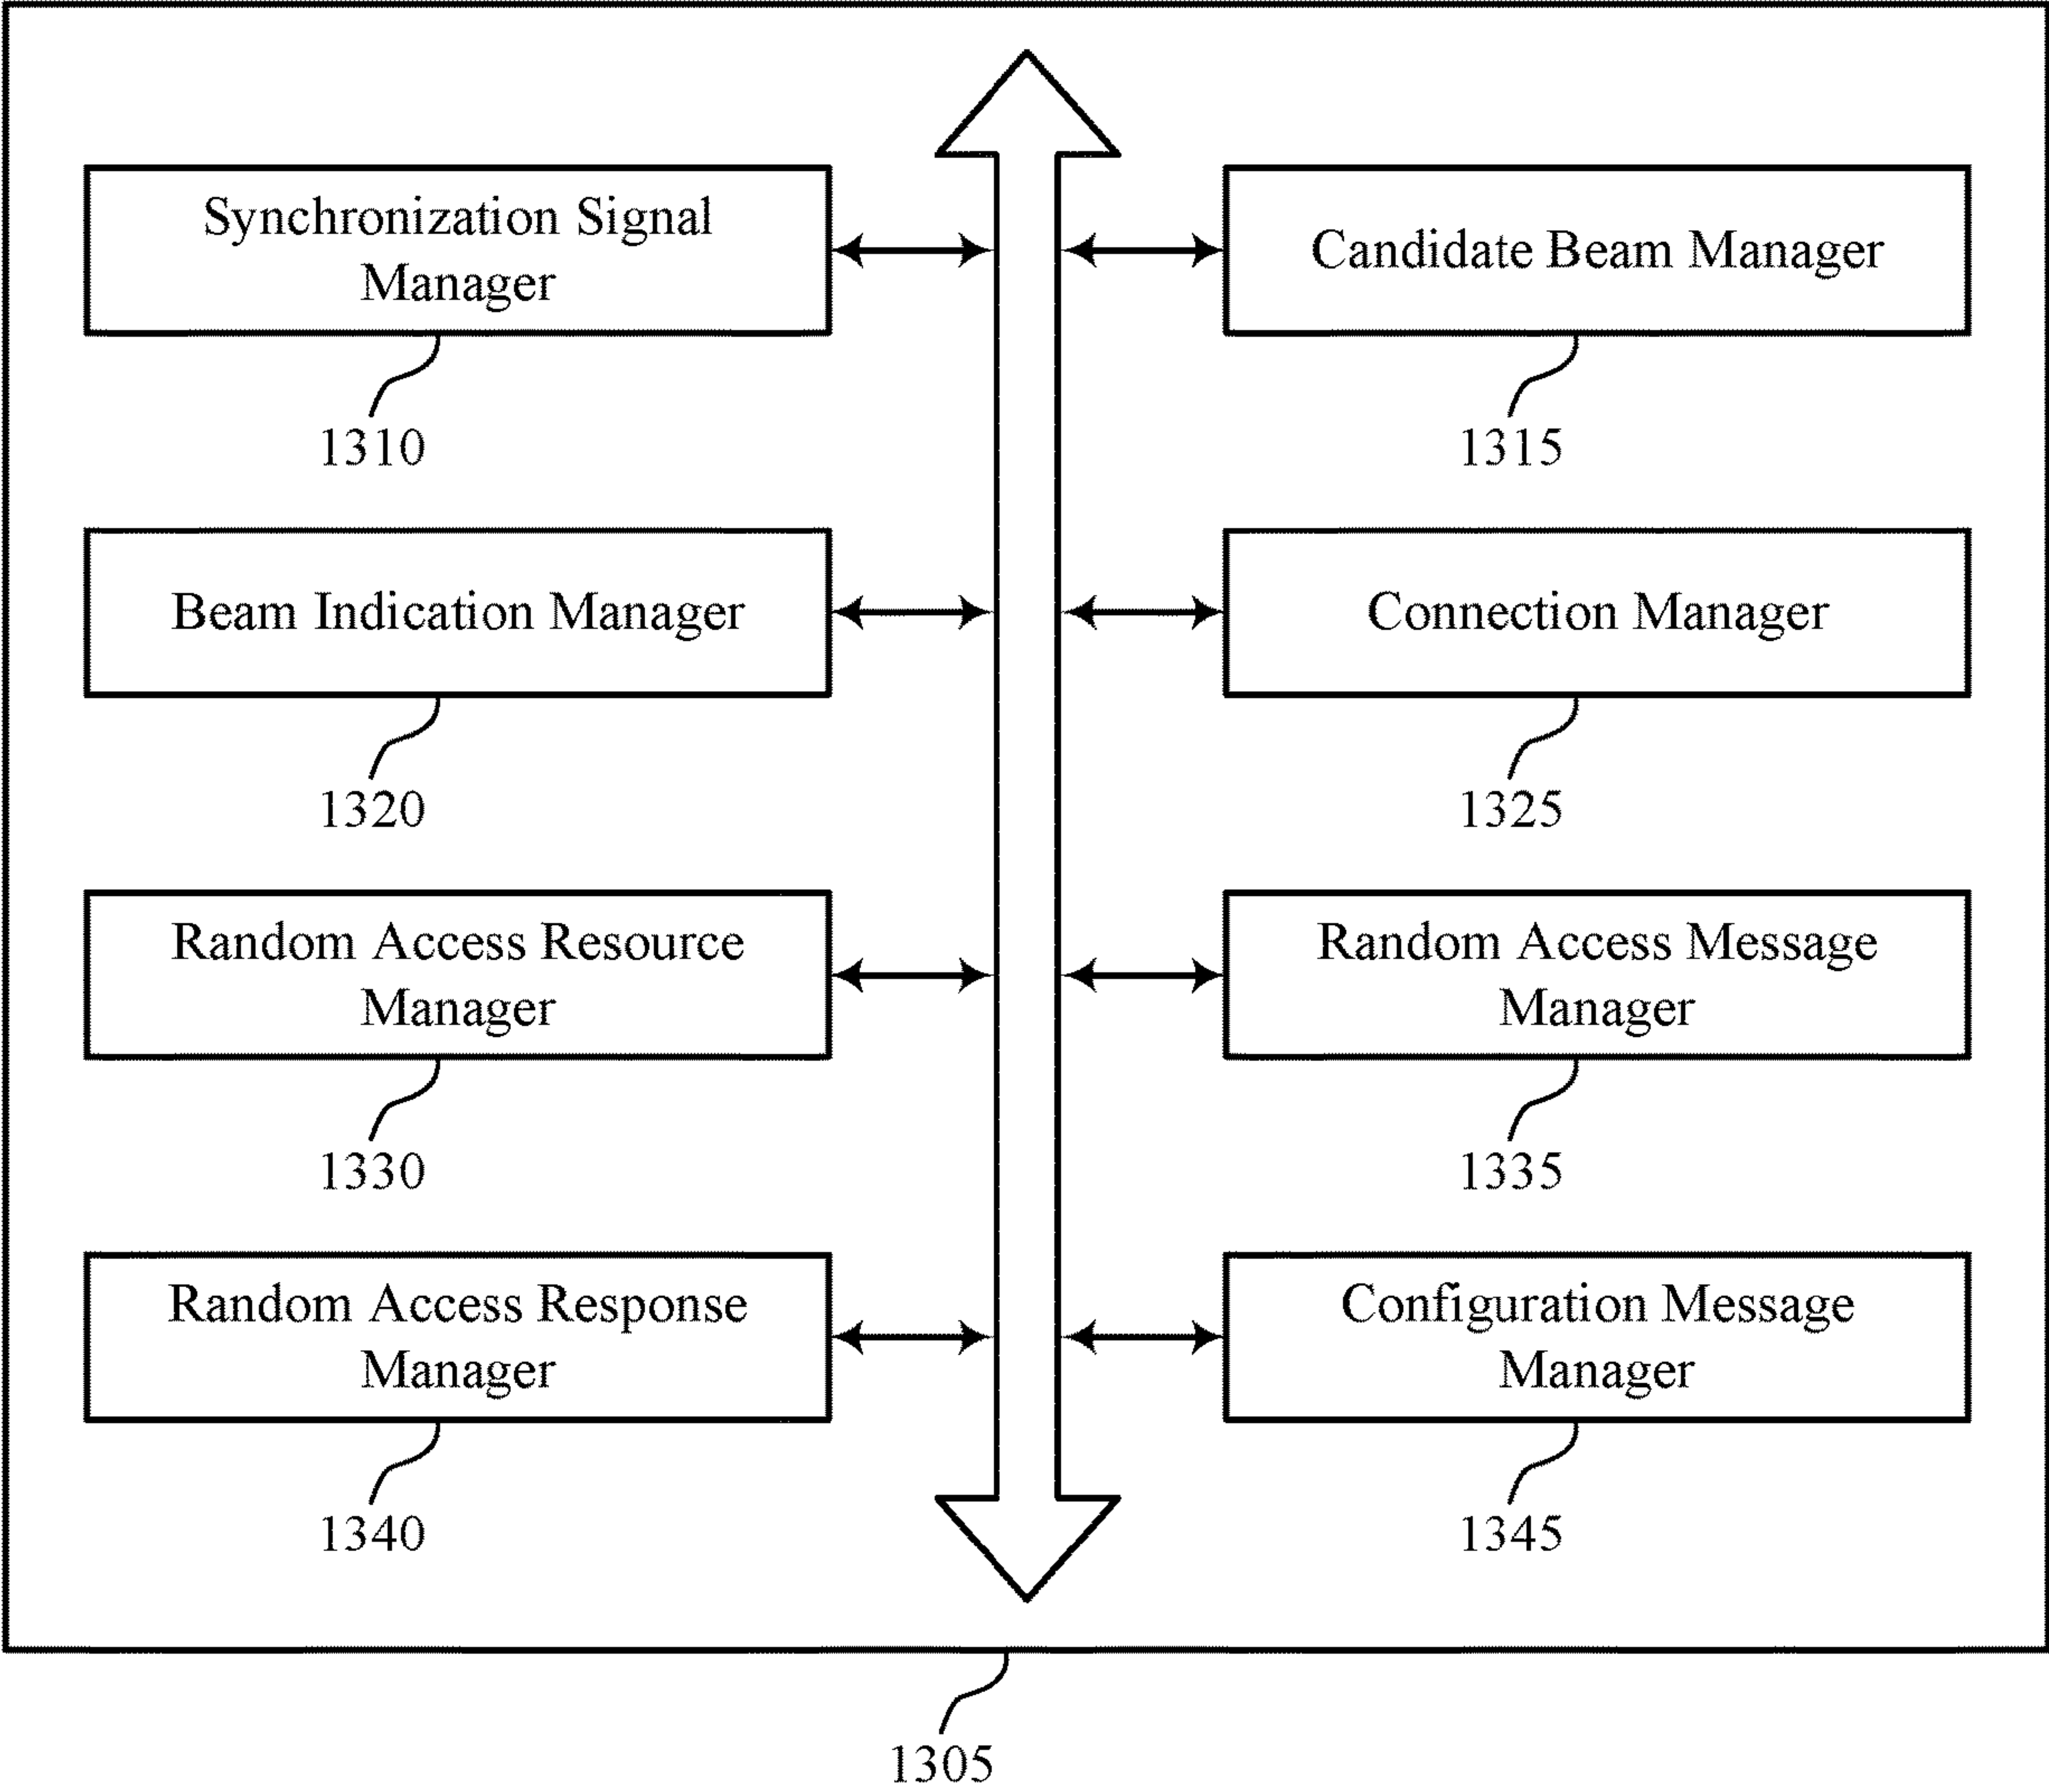 Synchronization Signal
Manager
1310
Candidate Beam Manager
1315
Beam Indication Manager
1320
Connection Manager
1325
Random Access Resource
Manager
1330
Random Access Message
Manager
1335
Random Access Response
Manager
1340
Configuration Message
Manager
1345
1305